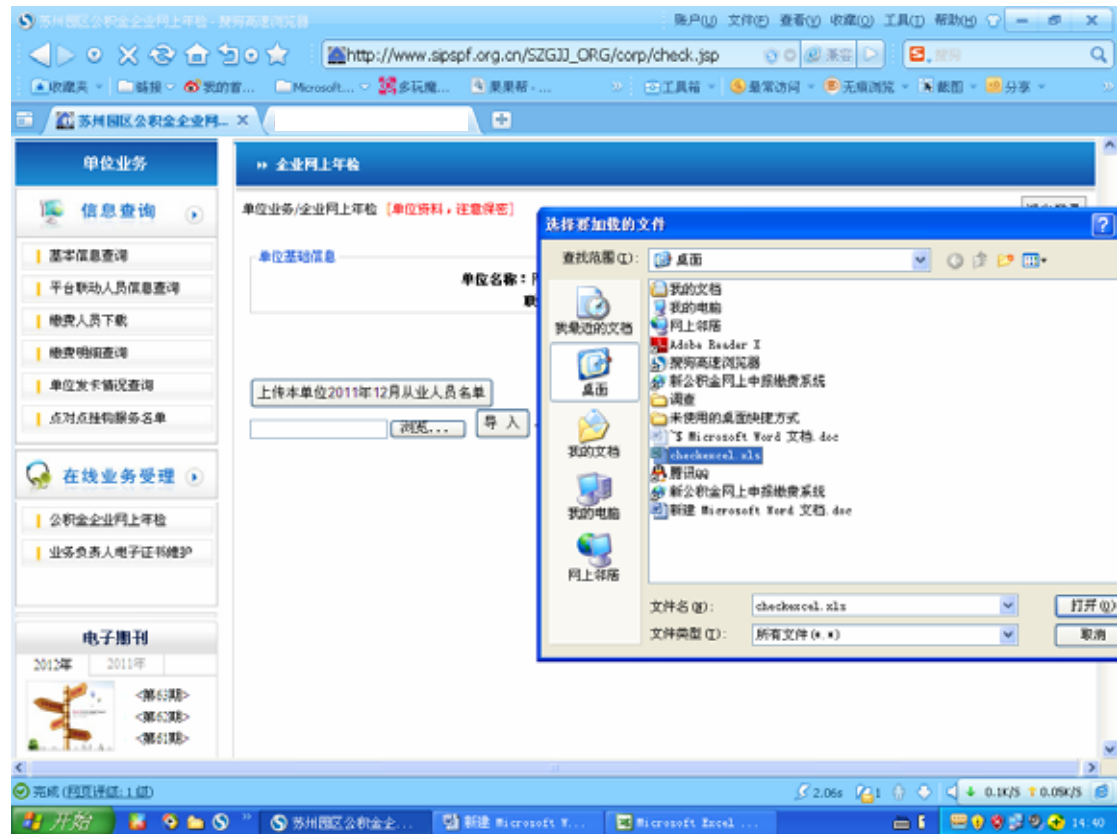 苏州园区公积金企业网上年检 - 搜狗高速浏览器
账户(U) 文件(F) 查看(V) 收藏(O) 工具(T) 帮助(H)
http://www.sipspf.org.cn/SZGJJ_ORG/corp/check.jsp
兼容
搜狗
收藏夹
链接
我的首...
Microsoft...
多玩魔...
果果帮 - ...
工具箱
最常访问
无痕浏览
截图
分享
苏州园区公积金企业网...
单位业务
信息查询
基本信息查询
平台联动人员信息查询
缴费人员下载
缴费明细查询
单位发卡情况查询
点对点挂钩服务名单
在线业务受理
公积金企业网上年检
业务负责人电子证书维护
电子期刊
2012年 2011年
<第63期>
<第62期>
<第61期>
企业网上年检
单位业务/企业网上年检 [单位资料，注意保密]
单位基础信息
单位名称：
联
上传本单位2011年12月从业人员名单
浏览... 导 入
选择要加载的文件
查找范围(I): 桌面
我最近的文档
桌面
我的文档
我的电脑
网上邻居
我的文档
我的电脑
网上邻居
Adobe Reader X
搜狗高速浏览器
新公积金网上申报缴费系统
调查
未使用的桌面快捷方式
~$ Microsoft Word 文档.doc
checkexcel.xls
腾讯QQ
新公积金网上申报缴费系统
新建 Microsoft Word 文档.doc
文件名(N): checkexcel.xls 打开(O)
文件类型(T): 所有文件(*.*) 取消
完成 (网页评级:1 级)
2.06s 1 0.1K/S 0.05K/S
开始 苏州园区公积金企... 新建 Microsoft W... Microsoft Excel ... 14:40